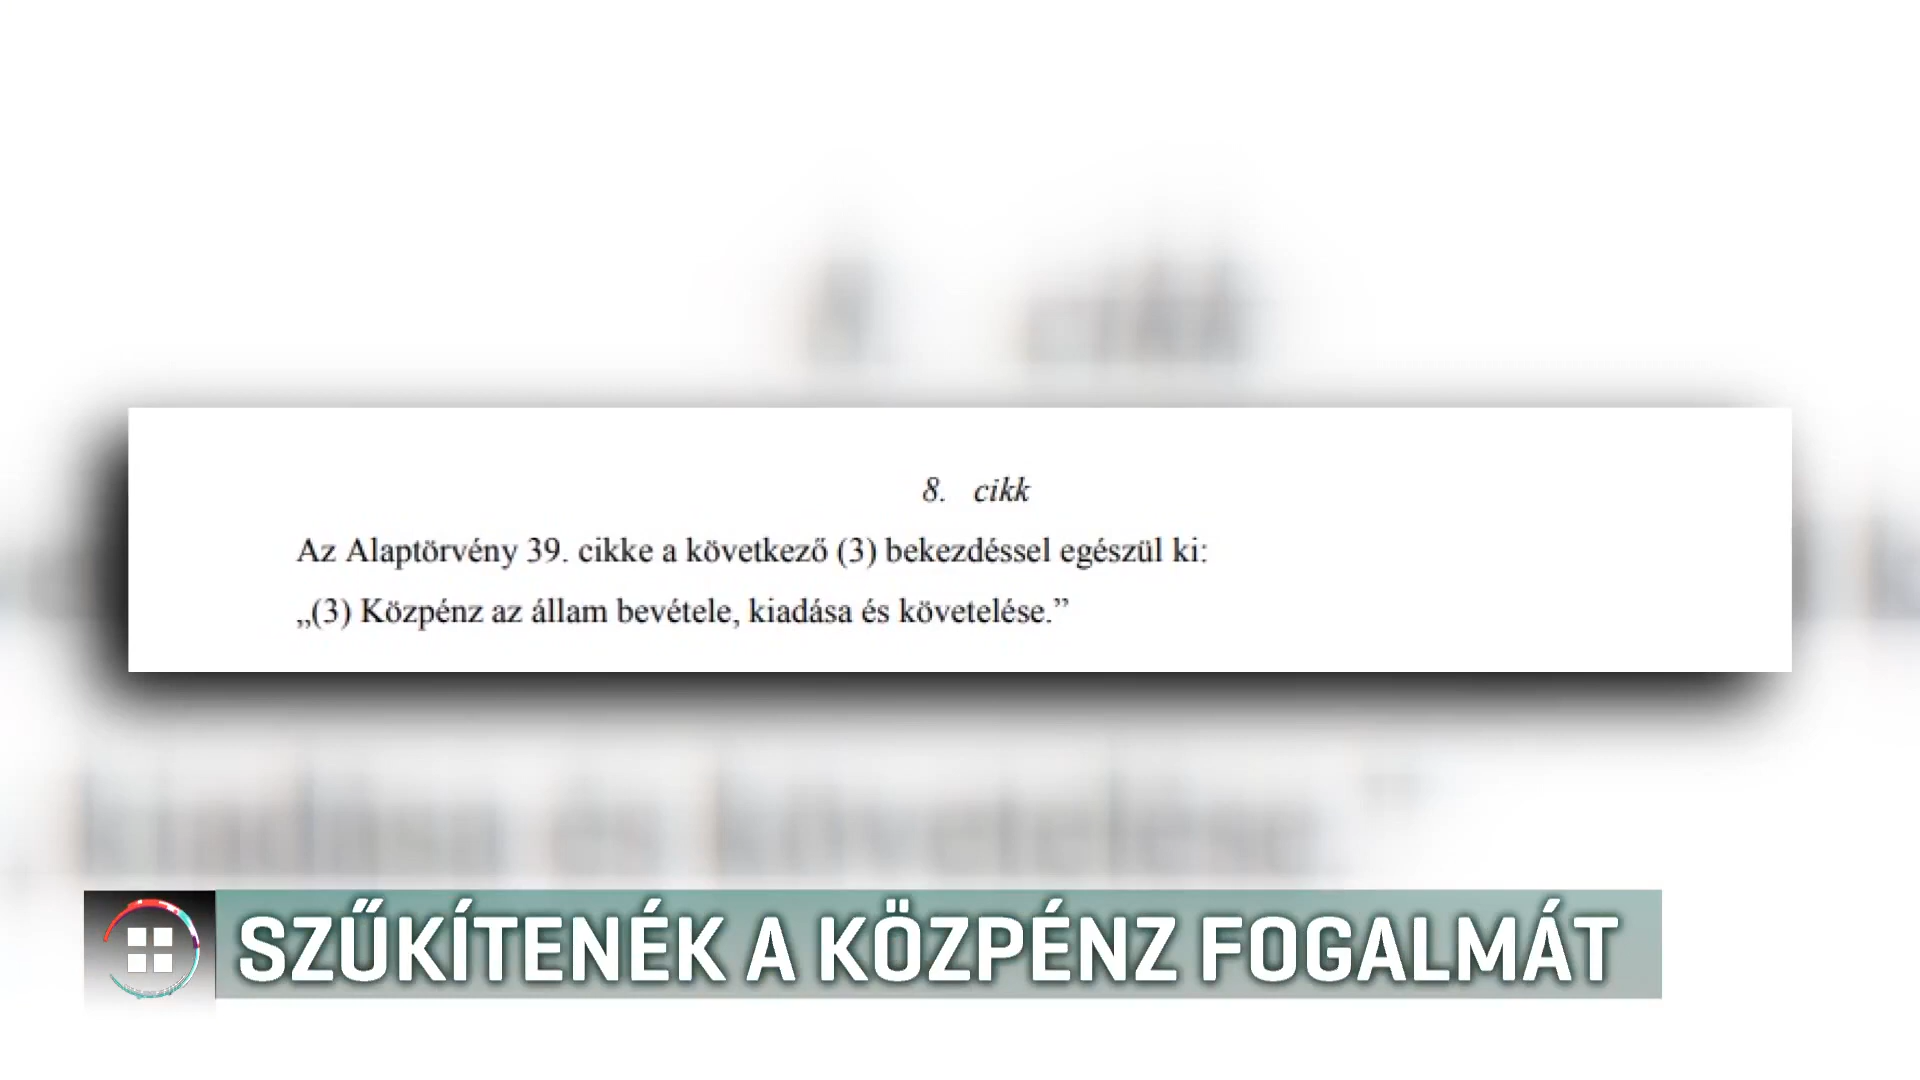 8. cikk
Az Alaptörvény 39. cikke a következő (3) bekezdéssel egészül ki:
„(3) Közpénz az állam bevétele, kiadása és követelése.”
SZŰKÍTENÉK A KÖZPÉNZ FOGALMÁT